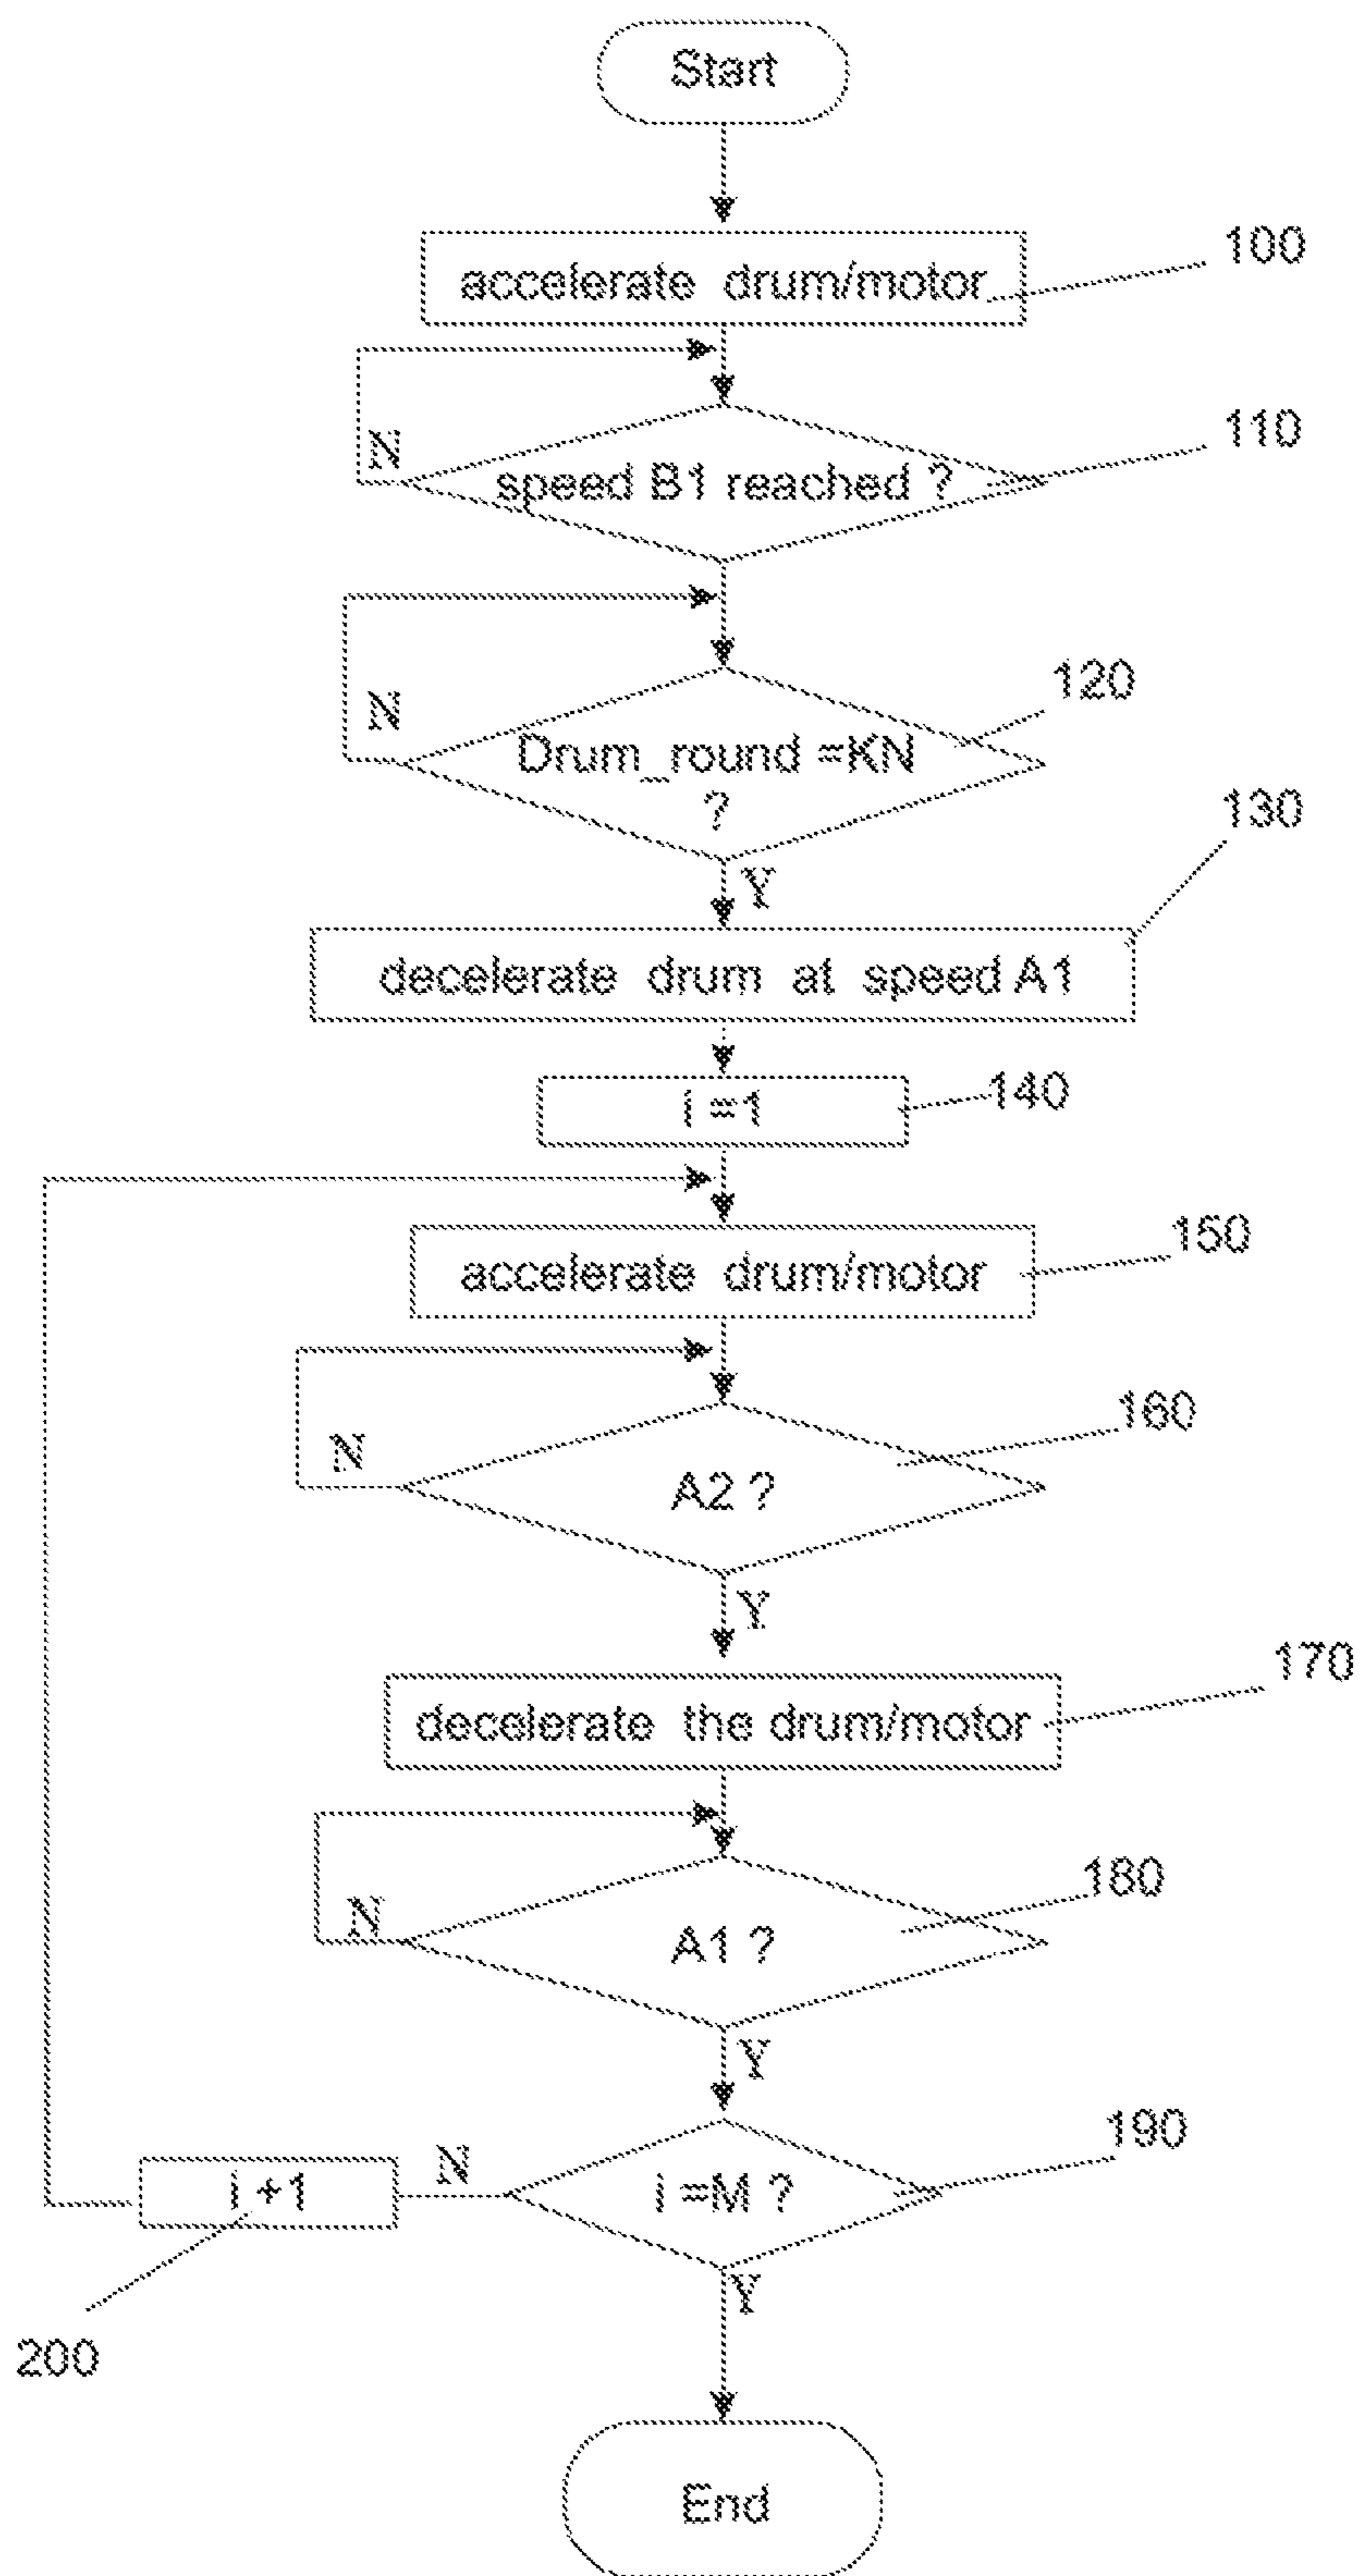 Start
accelerate drum/motor
100
N
speed B1 reached ?
110
N
Drum_round =KN
?
120
Y
130
decelerate drum at speed A1
i =1
140
accelerate drum/motor
150
N
A2 ?
160
Y
decelerate the drum/motor
170
N
A1 ?
180
Y
i +1
N
i =M ?
190
200
Y
End